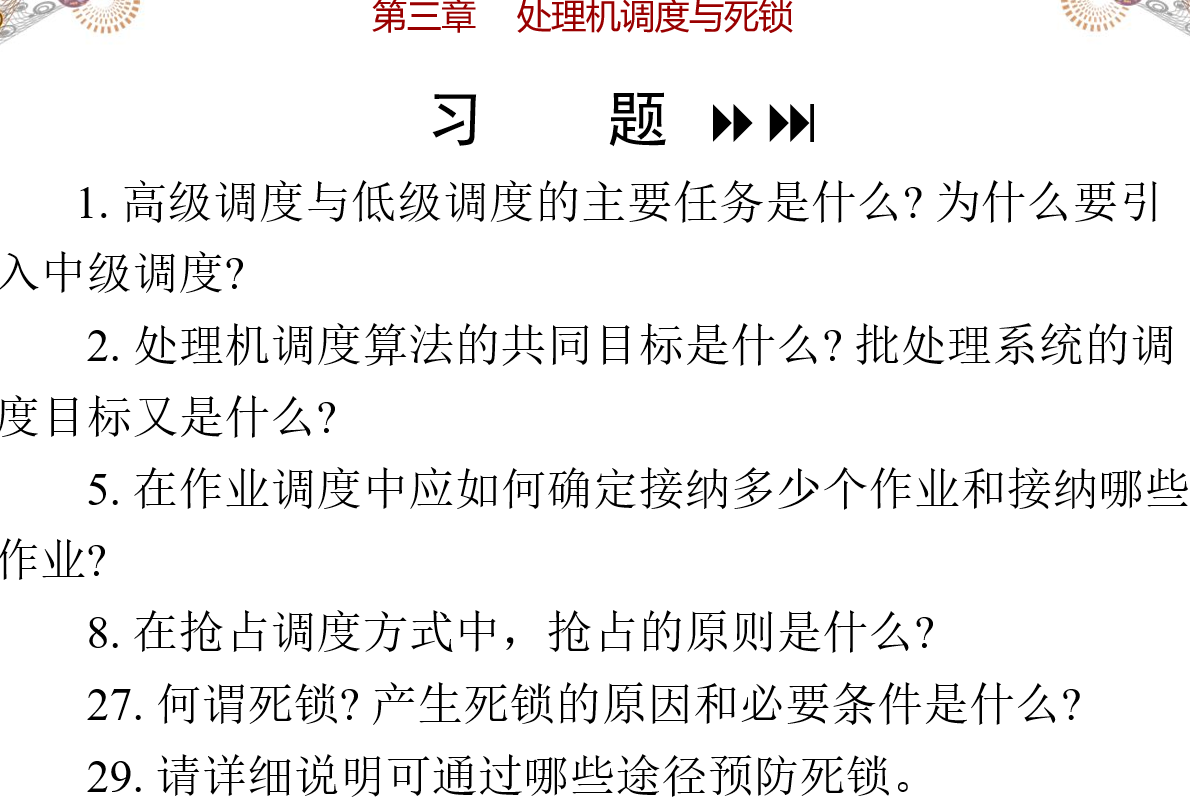 第三章 处理机调度与死锁
习 题
1. 高级调度与低级调度的主要任务是什么? 为什么要引
入中级调度?
2. 处理机调度算法的共同目标是什么? 批处理系统的调
度目标又是什么?
5. 在作业调度中应如何确定接纳多少个作业和接纳哪些
作业?
8. 在抢占调度方式中，抢占的原则是什么?
27. 何谓死锁? 产生死锁的原因和必要条件是什么?
29. 请详细说明可通过哪些途径预防死锁。